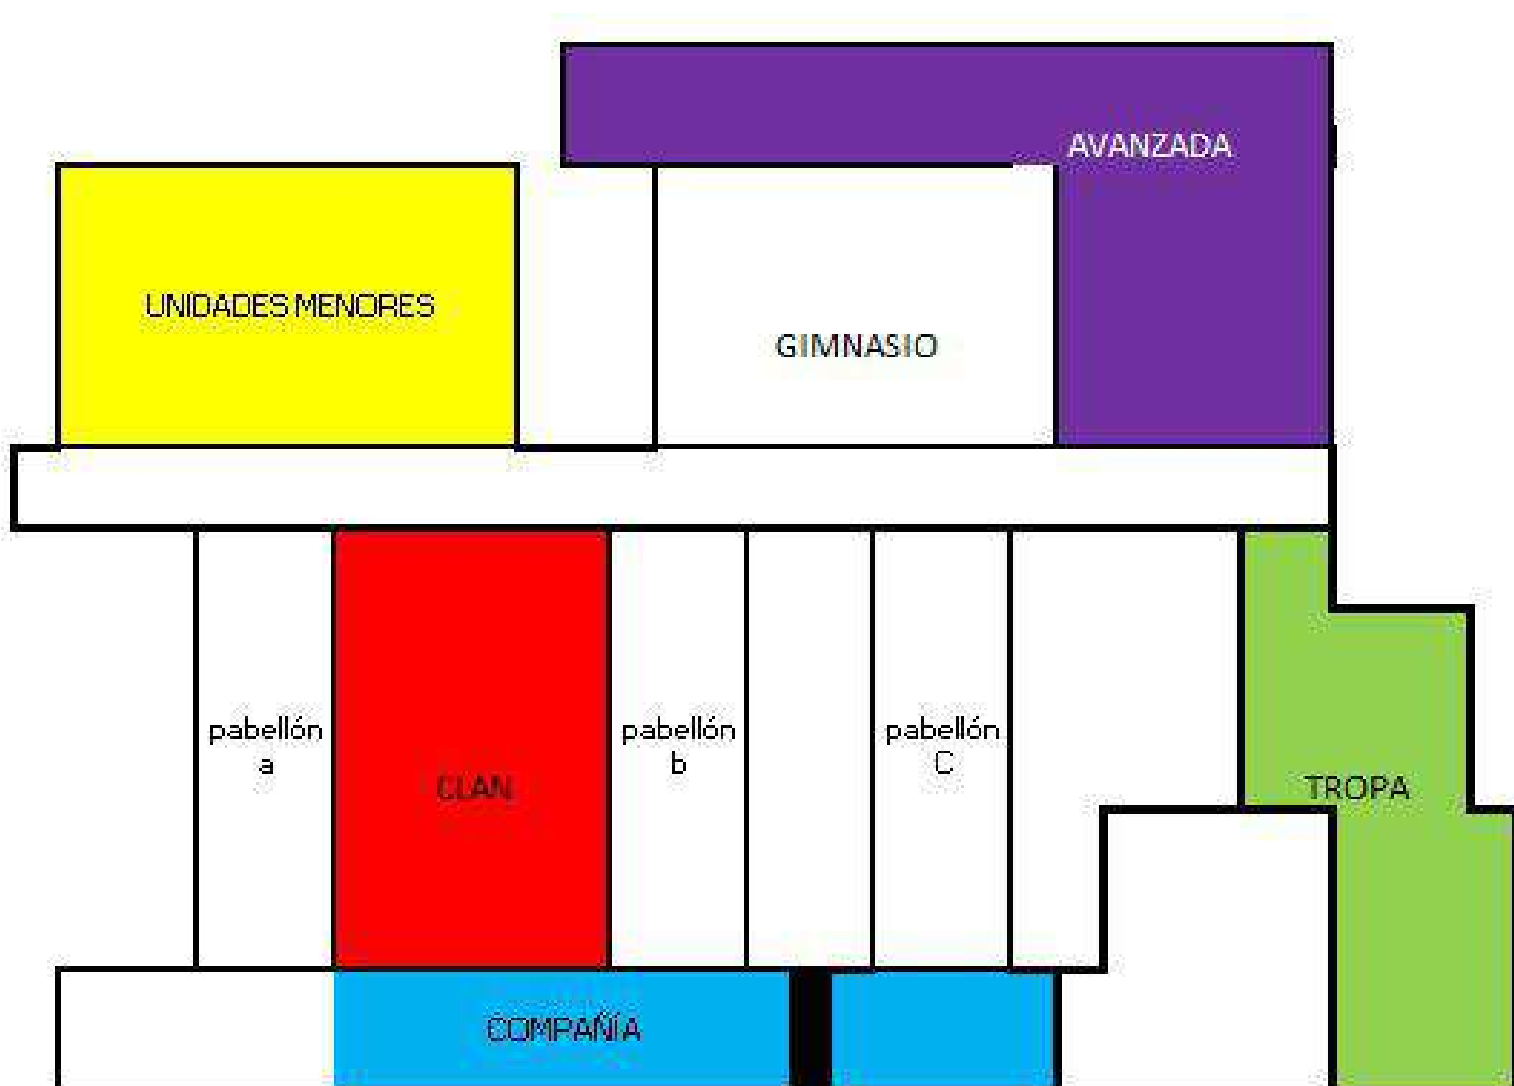 AVANZADA
UNIDADES MENORES
GIMNASIO
pabellón
a
pabellón
b
pabellón
C
CLAN
TROPA
COMPAÑÍA